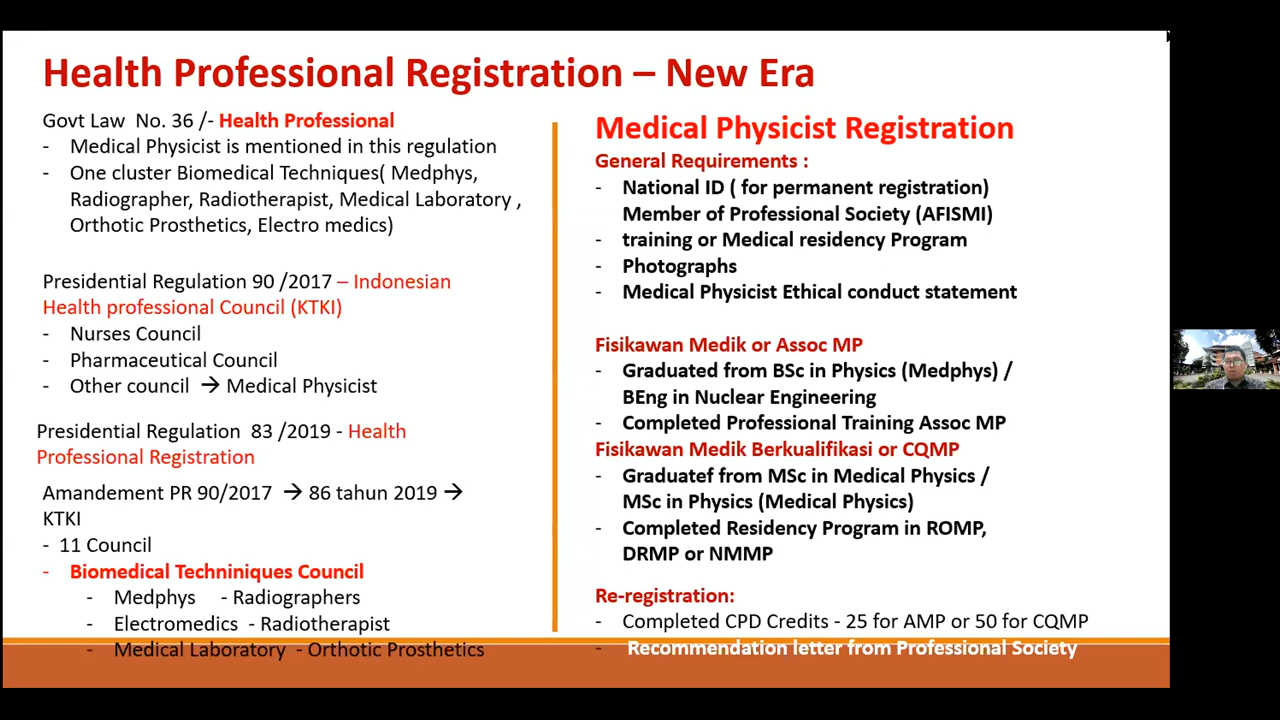 Health Professional Registration – New Era
Govt Law No. 36 /- Health Professional
- Medical Physicist is mentioned in this regulation
- One cluster Biomedical Techniques( Medphys,
Radiographer, Radiotherapist, Medical Laboratory ,
Orthotic Prosthetics, Electro medics)
Presidential Regulation 90 /2017 – Indonesian
Health professional Council (KTKI)
- Nurses Council
- Pharmaceutical Council
- Other council → Medical Physicist
Presidential Regulation 83 /2019 - Health
Professional Registration
Amandement PR 90/2017 → 86 tahun 2019 →
KTKI
- 11 Council
- Biomedical Techniniques Council
- Medphys - Radiographers
- Electromedics - Radiotherapist
- Medical Laboratory - Orthotic Prosthetics
Medical Physicist Registration
General Requirements :
- National ID ( for permanent registration)
Member of Professional Society (AFISMI)
- training or Medical residency Program
- Photographs
- Medical Physicist Ethical conduct statement
Fisikawan Medik or Assoc MP
- Graduated from BSc in Physics (Medphys) /
BEng in Nuclear Engineering
- Completed Professional Training Assoc MP
Fisikawan Medik Berkualifikasi or CQMP
- Graduatef from MSc in Medical Physics /
MSc in Physics (Medical Physics)
- Completed Residency Program in ROMP,
DRMP or NMMP
Re-registration:
- Completed CPD Credits - 25 for AMP or 50 for CQMP
- Recommendation letter from Professional Society